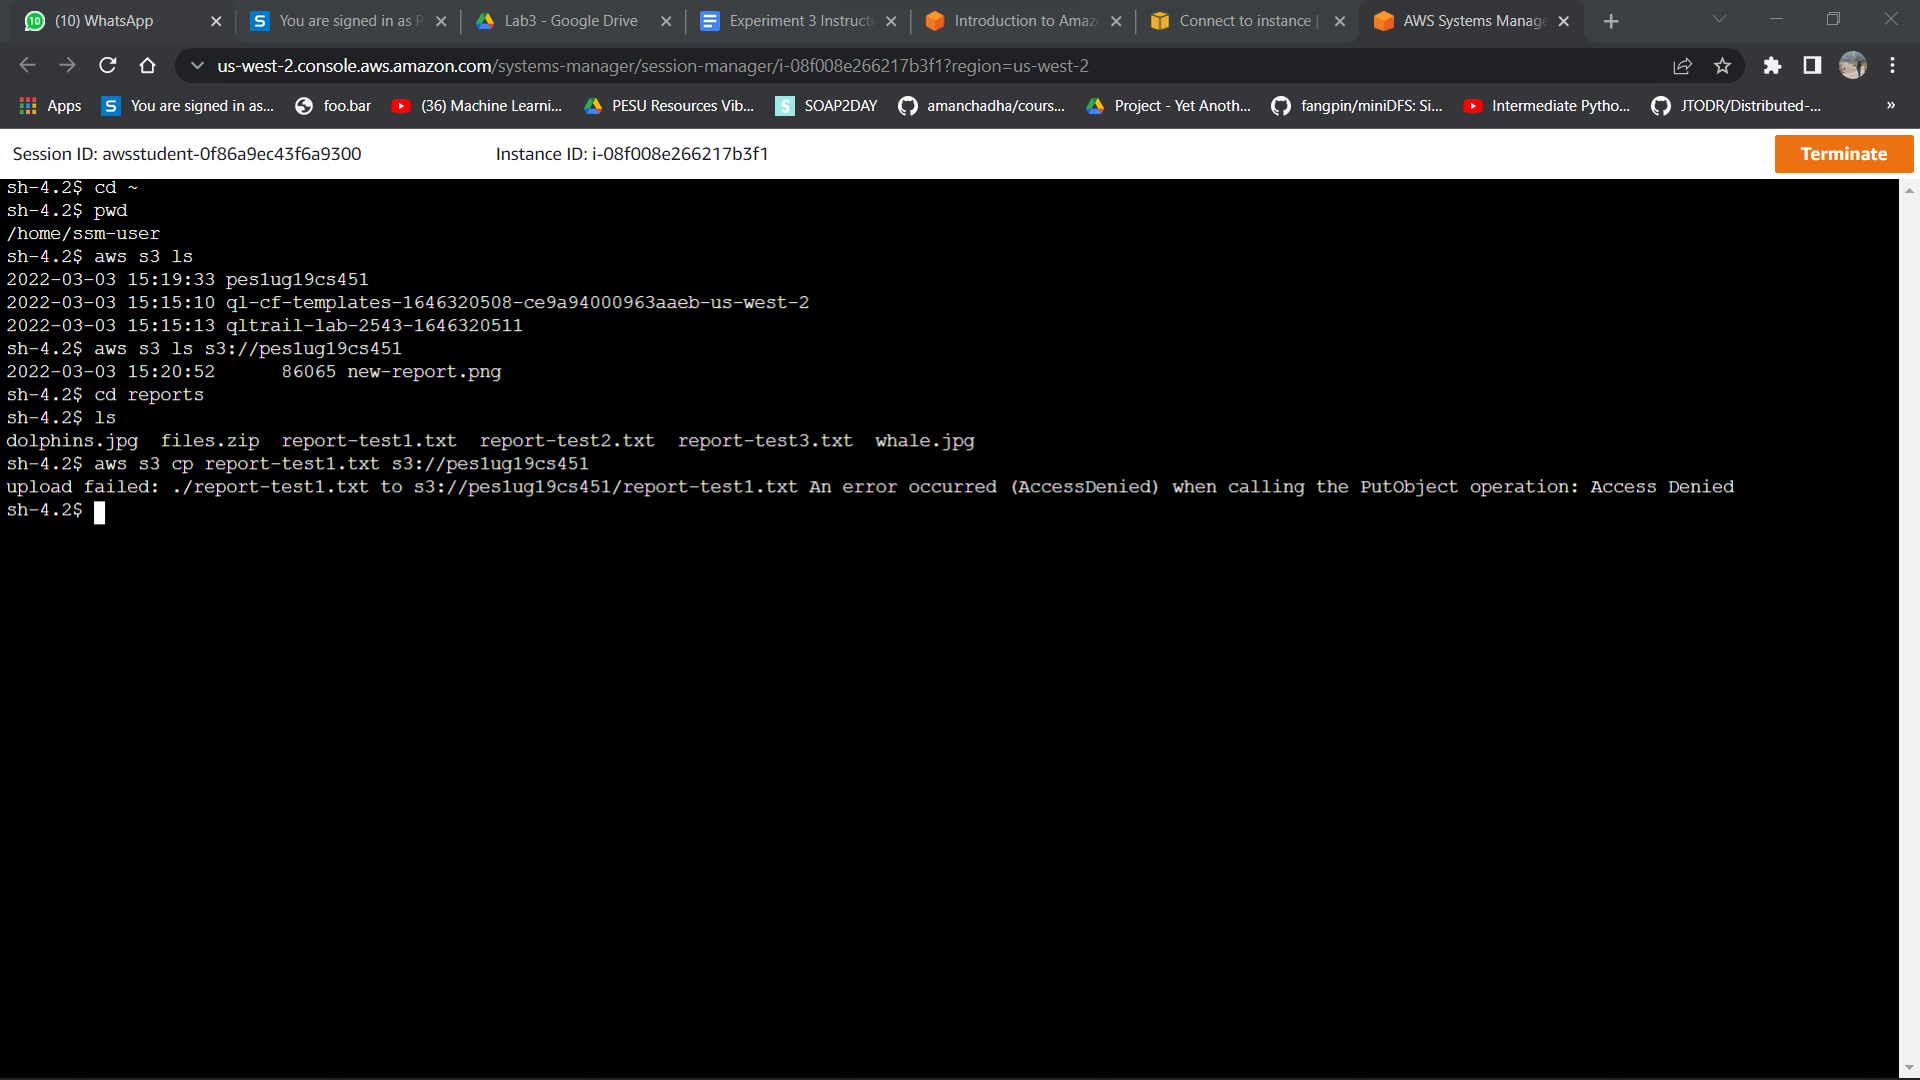 (10) WhatsApp
You are signed in as P
Lab3 - Google Drive
Experiment 3 Instructi
Introduction to Amaz
Connect to instance |
AWS Systems Manage
us-west-2.console.aws.amazon.com/systems-manager/session-manager/i-08f008e266217b3f1?region=us-west-2
Apps
You are signed in as...
foo.bar
(36) Machine Learni...
PESU Resources Vib...
SOAP2DAY
amanchadha/cours...
Project - Yet Anoth...
fangpin/miniDFS: Si...
Intermediate Pytho...
JTODR/Distributed-...
»
Session ID: awsstudent-0f86a9ec43f6a9300
Instance ID: i-08f008e266217b3f1
Terminate
sh-4.2$ cd ~
sh-4.2$ pwd
/home/ssm-user
sh-4.2$ aws s3 ls
2022-03-03 15:19:33 pes1ug19cs451
2022-03-03 15:15:10 ql-cf-templates-1646320508-ce9a94000963aaeb-us-west-2
2022-03-03 15:15:13 qltrail-lab-2543-1646320511
sh-4.2$ aws s3 ls s3://pes1ug19cs451
2022-03-03 15:20:52      86065 new-report.png
sh-4.2$ cd reports
sh-4.2$ ls
dolphins.jpg  files.zip  report-test1.txt  report-test2.txt  report-test3.txt  whale.jpg
sh-4.2$ aws s3 cp report-test1.txt s3://pes1ug19cs451
upload failed: ./report-test1.txt to s3://pes1ug19cs451/report-test1.txt An error occurred (AccessDenied) when calling the PutObject operation: Access Denied
sh-4.2$